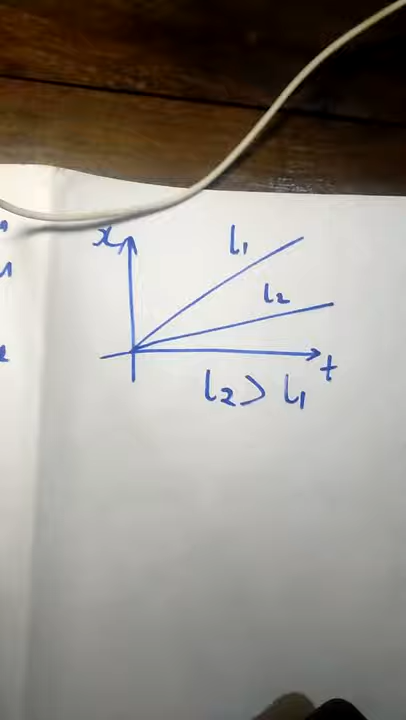 x
l₁
l₂
t
l₂ > l₁